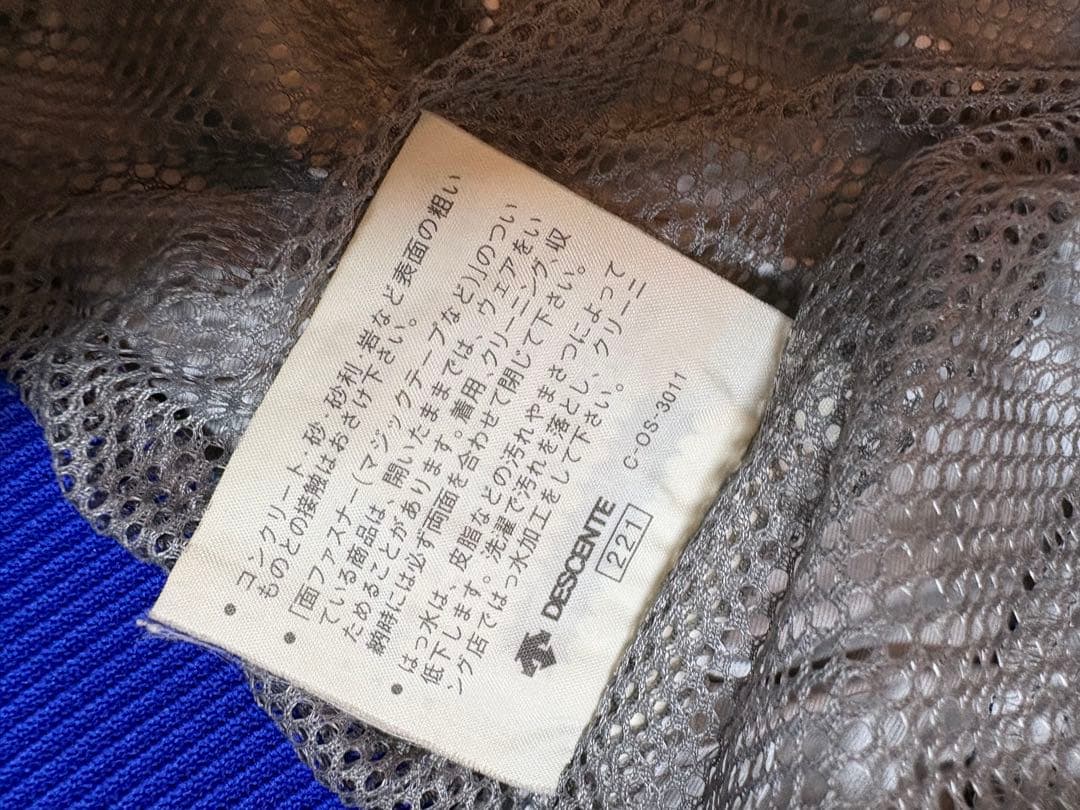 ・コンクリート・砂・砂利・岩など表面の粗い
ものとの接触はおさけ下さい。
・「面ファスナー(マジックテープなど)」のつい
ている商品は、開いたままでは、ウェアをい
ためることがあります。着用、クリーニング、収
納時には必ず両面を合わせて閉じて下さい。
・はっ水は、皮脂などの汚れやまさつによって
低下します。洗濯で汚れを落とし、クリーニ
ング店ではっ水加工をして下さい。
C-OS-3011
DESCENTE
221